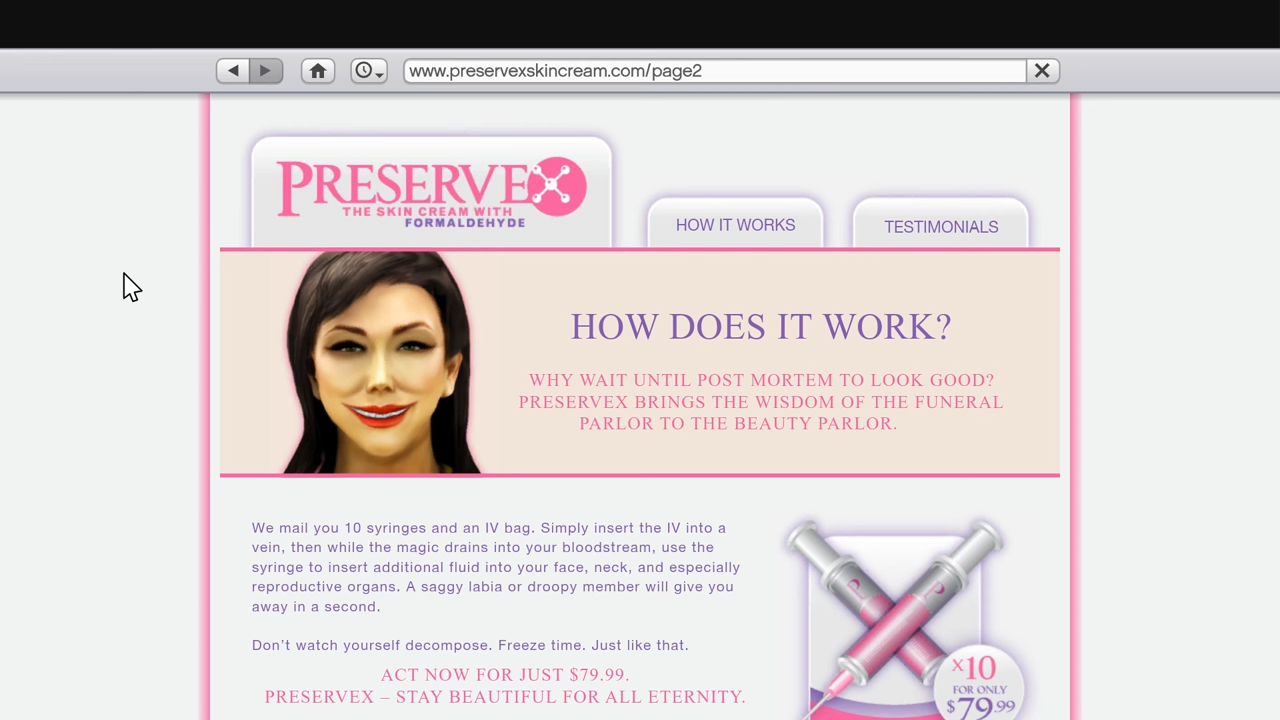 www.preservexskincream.com/page2
PRESERVEX
THE SKIN CREAM WITH
FORMALDEHYDE
HOW IT WORKS
TESTIMONIALS
HOW DOES IT WORK?
WHY WAIT UNTIL POST MORTEM TO LOOK GOOD?
PRESERVEX BRINGS THE WISDOM OF THE FUNERAL
PARLOR TO THE BEAUTY PARLOR.
We mail you 10 syringes and an IV bag. Simply insert the IV into a
vein, then while the magic drains into your bloodstream, use the
syringe to insert additional fluid into your face, neck, and especially
reproductive organs. A saggy labia or droopy member will give you
away in a second.
Don’t watch yourself decompose. Freeze time. Just like that.
ACT NOW FOR JUST $79.99.
PRESERVEX – STAY BEAUTIFUL FOR ALL ETERNITY.
P
P
X10
FOR ONLY
$79.99